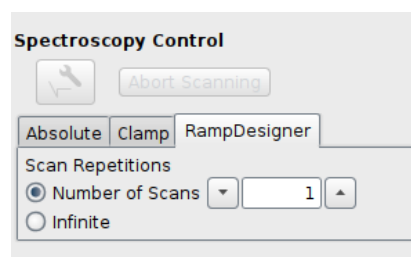 Spectroscopy Control
Abort Scanning
Absolute Clamp RampDesigner
Scan Repetitions
Number of Scans 1
Infinite